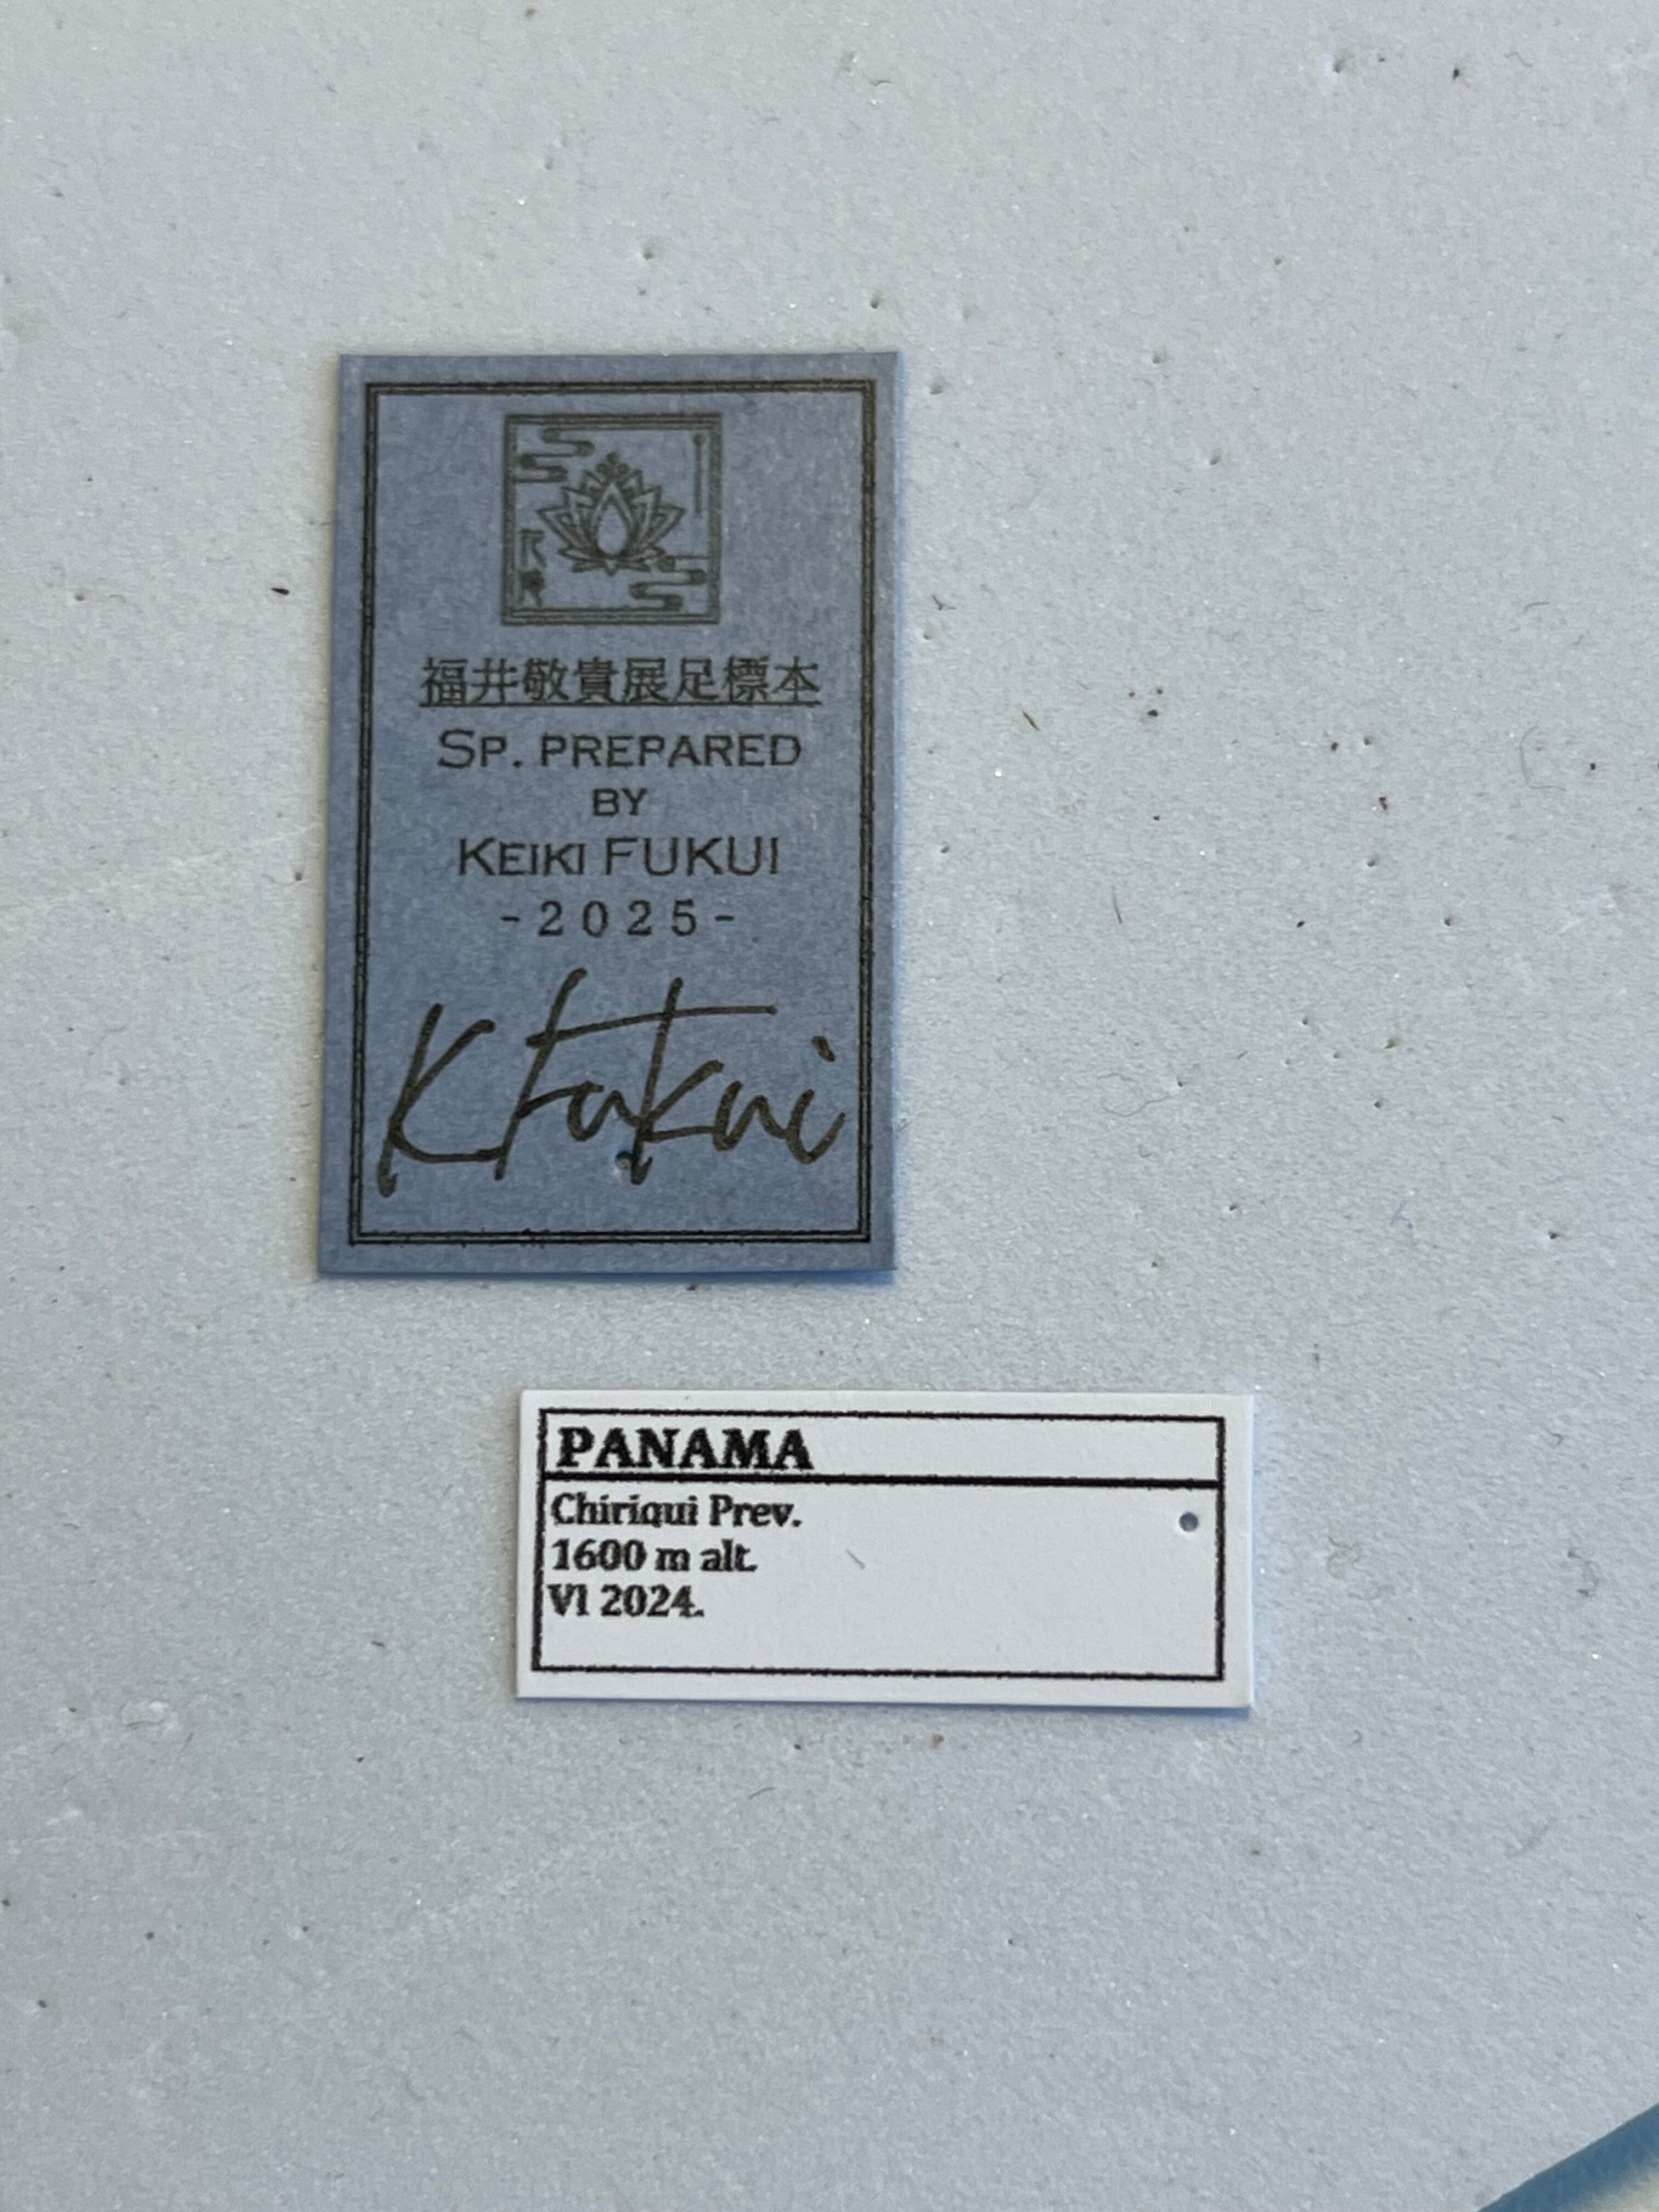 福井敬貴展足標本
SP. PREPARED
BY
KEIKI FUKUI
-2025-
K Fukui
PANAMA
Chiriqui Prev.
1600 m alt.
VI 2024.